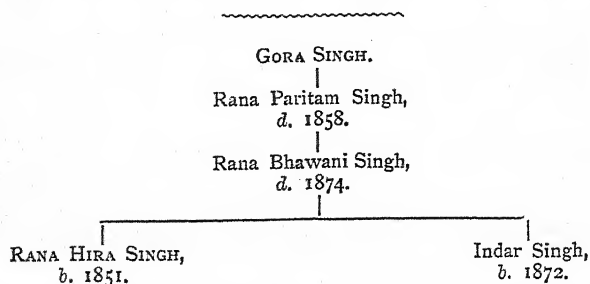 GORA SINGH.
Rana Paritam Singh,
d. 1858.
Rana Bhawani Singh,
d. 1874.
RANA HIRA SINGH,
b. 1851.
Indar Singh,
b. 1872.